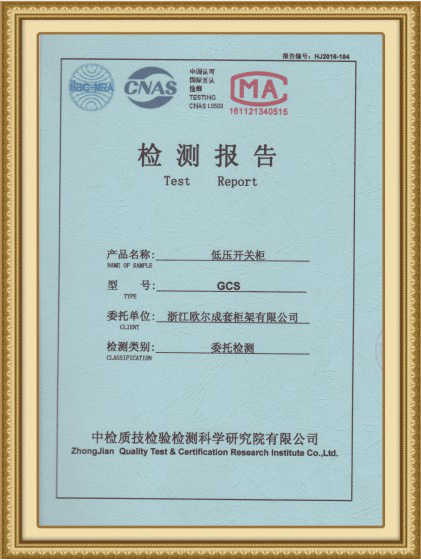 报告编号：HJ2016-184
ilac-MRA
CNAS
中国认可
国际互认
检测
TESTING
CNAS L0503
MA
161121340515
检测报告
Test Report
产品名称: 低压开关柜
NAME OF SAMPLE
型 号: GCS
TYPE
委托单位: 浙江欧尔成套柜架有限公司
CLIENT
检测类别: 委托检测
CLASSIFICATION
中检质技检验检测科学研究院有限公司
ZhongJian Quality Test & Certification Research Institute Co.,Ltd.